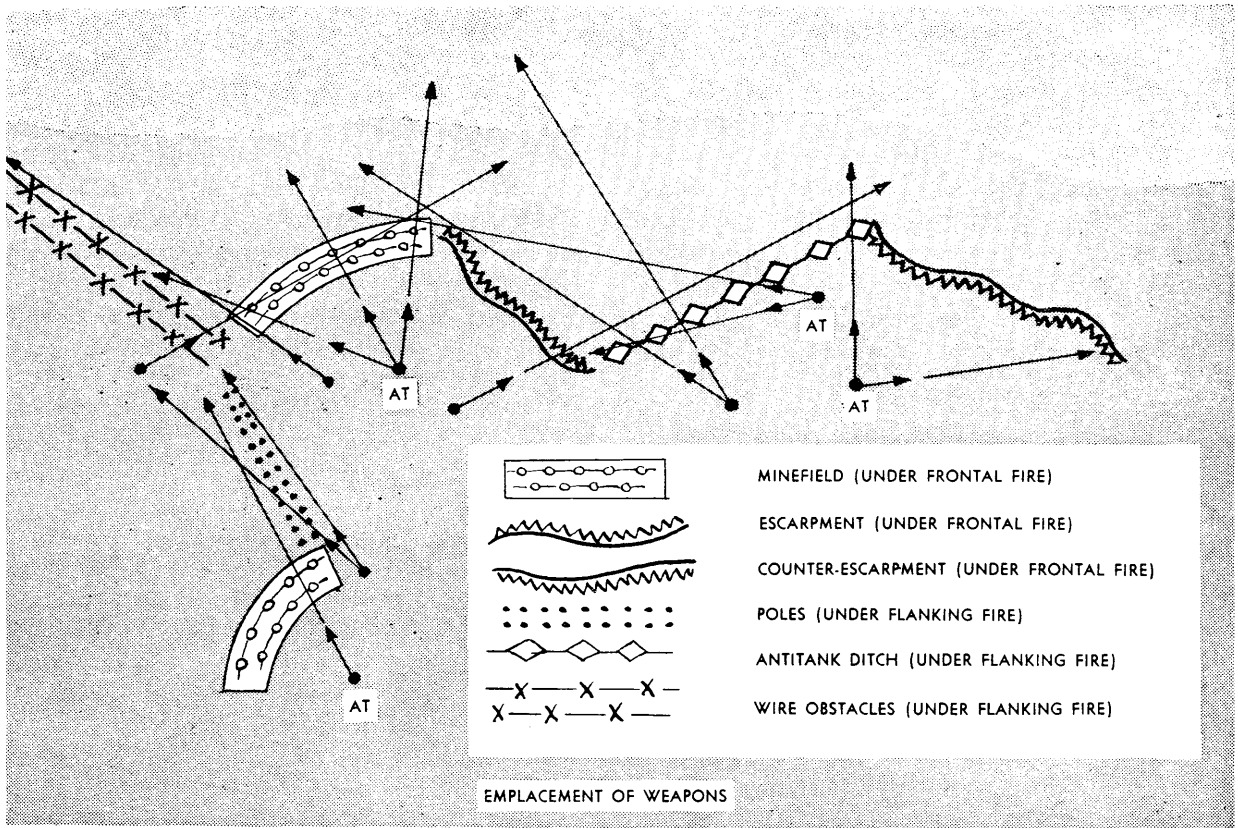 AT
AT
AT
AT
MINEFIELD (UNDER FRONTAL FIRE)
ESCARPMENT (UNDER FRONTAL FIRE)
COUNTER-ESCARPMENT (UNDER FRONTAL FIRE)
POLES (UNDER FLANKING FIRE)
ANTITANK DITCH (UNDER FLANKING FIRE)
WIRE OBSTACLES (UNDER FLANKING FIRE)
EMPLACEMENT OF WEAPONS